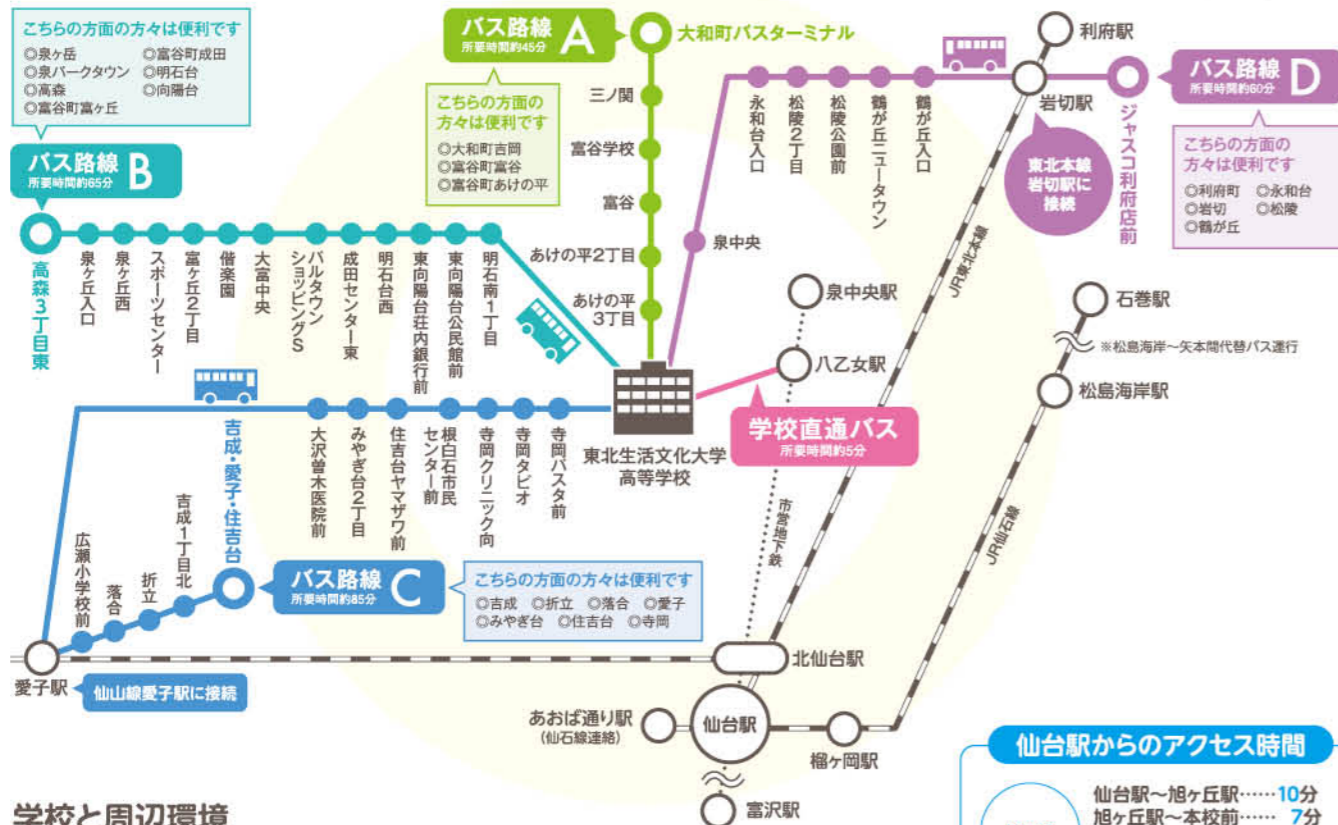 こちらの方面の方々は便利です
◎泉ヶ岳 ◎富谷町成田
◎泉パークタウン ◎明石台
◎高森 ◎向陽台
◎富谷町富ヶ丘
バス路線 B
所要時間約65分
高森3丁目東
泉ヶ丘入口
泉ヶ丘西
スポーツセンター
富ヶ丘2丁目
偕楽園
大富中央
パルタウン
ショッピングS
成田センター東
明石台西
東向陽台荘内銀行前
東向陽台公民館前
明石南1丁目
バス路線 A
所要時間約45分
こちらの方面の
方々は便利です
◎大和町吉岡
◎富谷町富谷
◎富谷町あけの平
大和町バスターミナル
三ノ関
富谷学校
富谷
あけの平2丁目
あけの平
3丁目
泉中央
永和台入口
松陵2丁目
松陵公園前
鶴が丘ニュータウン
鶴が丘入口
利府駅
岩切駅
東北本線
岩切駅に
接続
ジャスコ利府店前
バス路線 D
所要時間約60分
こちらの方面の
方々は便利です
◎利府町 ◎永和台
◎岩切 ◎松陵
◎鶴が丘
JR東北本線
泉中央駅
八乙女駅
学校直通バス
所要時間約5分
東北生活文化大学
高等学校
市営地下鉄
石巻駅
※松島海岸～矢本間代替バス運行
松島海岸駅
JR仙石線
吉成・愛子・住吉台
大沢曽木医院前
みやぎ台2丁目
住吉台ヤマザワ前
根白石市民
センター前
寺岡クリニック向
寺岡タピオ
寺岡パスタ前
広瀬小学校前
落合
折立
吉成1丁目北
バス路線 C
所要時間約85分
こちらの方面の方々は便利です
◎吉成 ◎折立 ◎落合 ◎愛子
◎みやぎ台 ◎住吉台 ◎寺岡
愛子駅
仙山線愛子駅に接続
北仙台駅
あおば通り駅
(仙石線連絡)
仙台駅
榴ヶ岡駅
富沢駅
学校と周辺環境
仙台駅からのアクセス時間
仙台駅～旭ヶ丘駅……10分
旭ヶ丘駅～本校前…… 7分